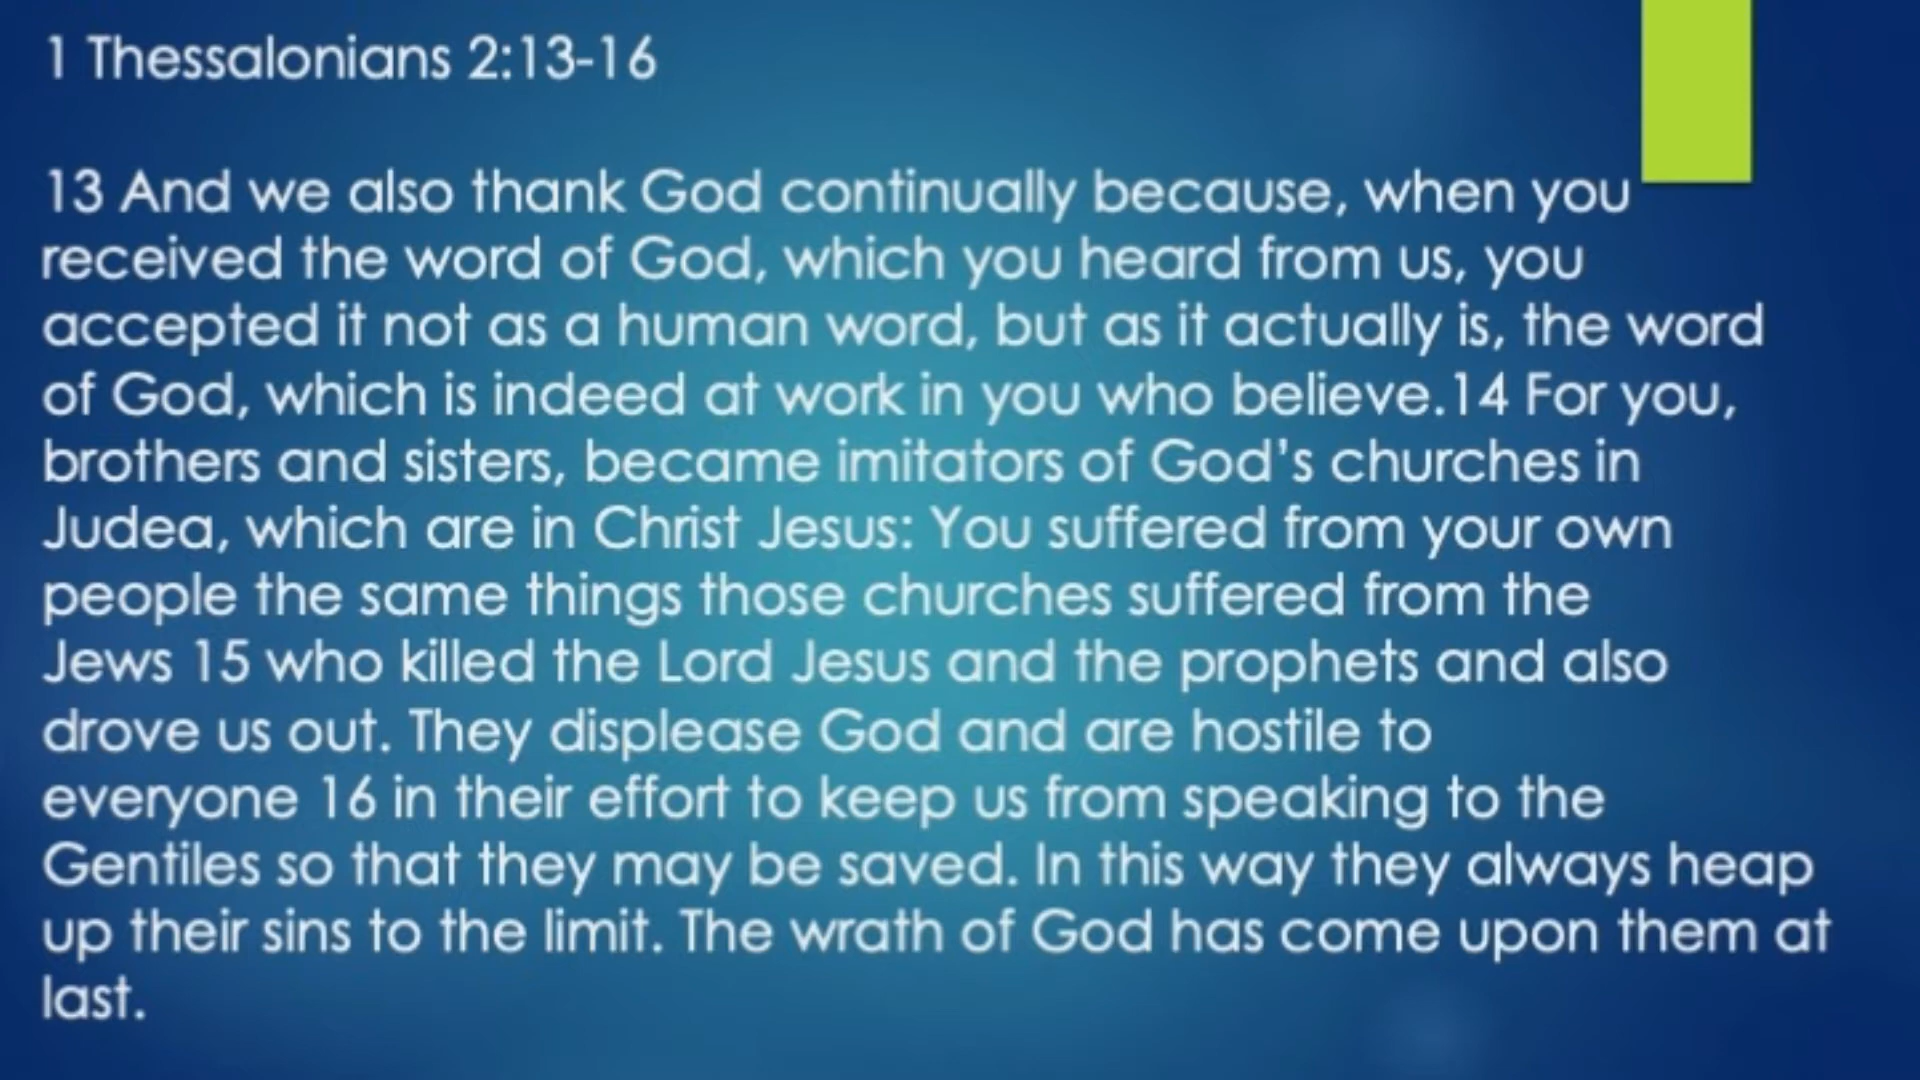 1 Thessalonians 2:13-16
13 And we also thank God continually because, when you
received the word of God, which you heard from us, you
accepted it not as a human word, but as it actually is, the word
of God, which is indeed at work in you who believe.14 For you,
brothers and sisters, became imitators of God’s churches in
Judea, which are in Christ Jesus: You suffered from your own
people the same things those churches suffered from the
Jews 15 who killed the Lord Jesus and the prophets and also
drove us out. They displease God and are hostile to
everyone 16 in their effort to keep us from speaking to the
Gentiles so that they may be saved. In this way they always heap
up their sins to the limit. The wrath of God has come upon them at
last.